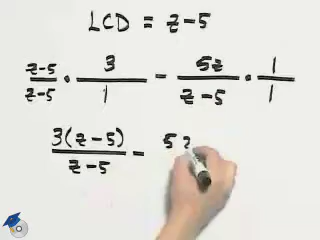 LCD = z-5
z-5/z-5 · 3/1 - 5z/z-5 · 1/1
3(z-5)/z-5 - 5z